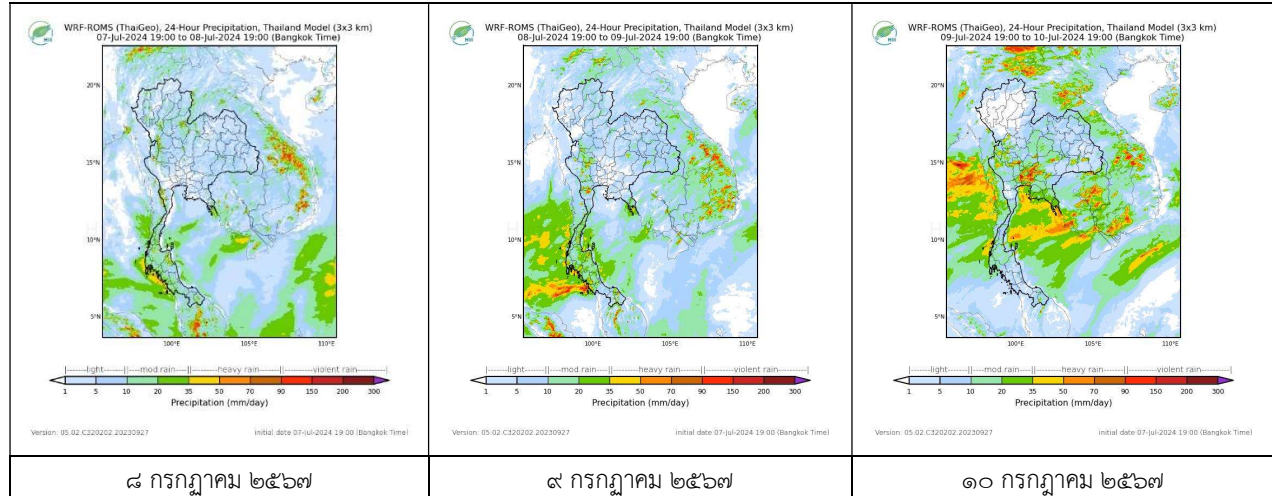 WRF-ROMS (ThaiGeo), 24-Hour Precipitation, Thailand Model (3x3 km)
07-Jul-2024 19:00 to 08-Jul-2024 19:00 (Bangkok Time)
20°N
15°N
10°N
5°N
100°E 105°E 110°E
light mod rain heavy rain violent rain
1 5 10 20 35 50 70 90 150 200 300
Precipitation (mm/day)
Version: 05.02.C320202.20230927 initial date 07-Jul-2024 19:00 (Bangkok Time)
๘ กรกฎาคม ๒๕๖๗
WRF-ROMS (ThaiGeo), 24-Hour Precipitation, Thailand Model (3x3 km)
08-Jul-2024 19:00 to 09-Jul-2024 19:00 (Bangkok Time)
20°N
15°N
10°N
5°N
100°E 105°E 110°E
light mod rain heavy rain violent rain
1 5 10 20 35 50 70 90 150 200 300
Precipitation (mm/day)
Version: 05.02.C320202.20230927 initial date 07-Jul-2024 19:00 (Bangkok Time)
๙ กรกฎาคม ๒๕๖๗
WRF-ROMS (ThaiGeo), 24-Hour Precipitation, Thailand Model (3x3 km)
09-Jul-2024 19:00 to 10-Jul-2024 19:00 (Bangkok Time)
20°N
15°N
10°N
5°N
100°E 105°E 110°E
light mod rain heavy rain violent rain
1 5 10 20 35 50 70 90 150 200 300
Precipitation (mm/day)
Version: 05.02.C320202.20230927 initial date 07-Jul-2024 19:00 (Bangkok Time)
๑๐ กรกฎาคม ๒๕๖๗